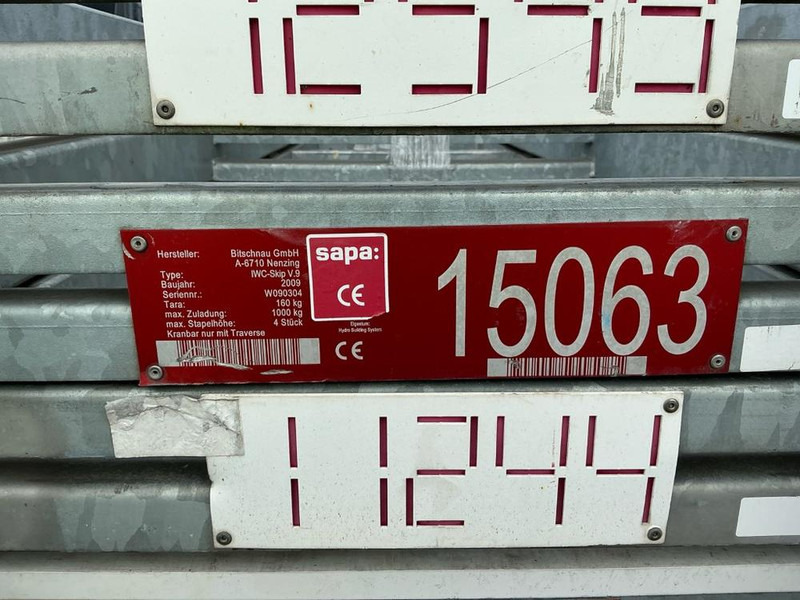 Hersteller: Bitschnau GmbH
A-6710 Nenzing
Type: IWC-Skip V.9
Baujahr: 2009
Seriennr.: W090304
Tara: 160 kg
max. Zuladung: 1000 kg
max. Stapelhöhe: 4 Stück
Kranbar nur mit Traverse
sapa:
CE
Eigentum:
Hydro Building System
CE
15063
11244